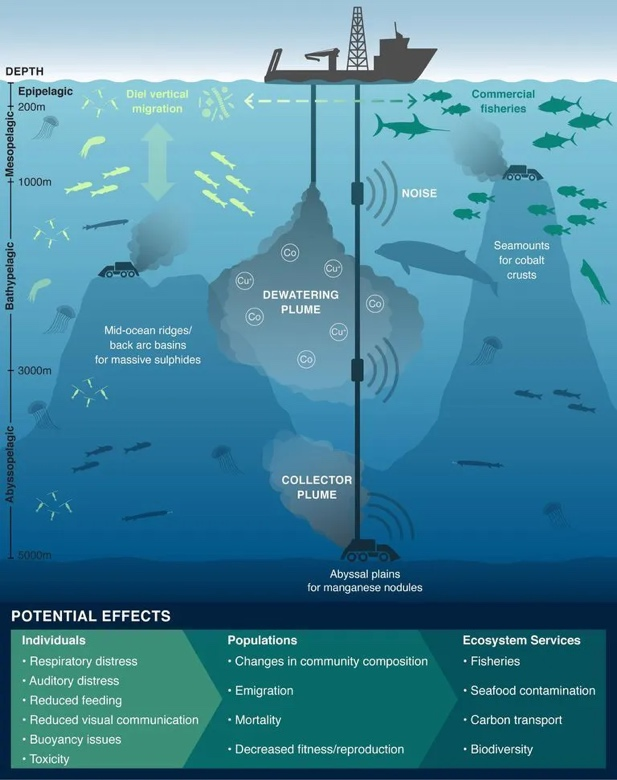 DEPTH
Epipelagic
200m
Mesopelagic
1000m
Bathypelagic
3000m
Abyssopelagic
5000m
Diel vertical
migration
Commercial
fisheries
NOISE
Seamounts
for cobalt
crusts
Co
Cu⁺
Cu⁺
DEWATERING
PLUME
Co
Co
Cu⁺
Co
Mid-ocean ridges/
back arc basins
for massive sulphides
COLLECTOR
PLUME
Abyssal plains
for manganese nodules
POTENTIAL EFFECTS
Individuals
• Respiratory distress
• Auditory distress
• Reduced feeding
• Reduced visual communication
• Buoyancy issues
• Toxicity
Populations
• Changes in community composition
• Emigration
• Mortality
• Decreased fitness/reproduction
Ecosystem Services
• Fisheries
• Seafood contamination
• Carbon transport
• Biodiversity